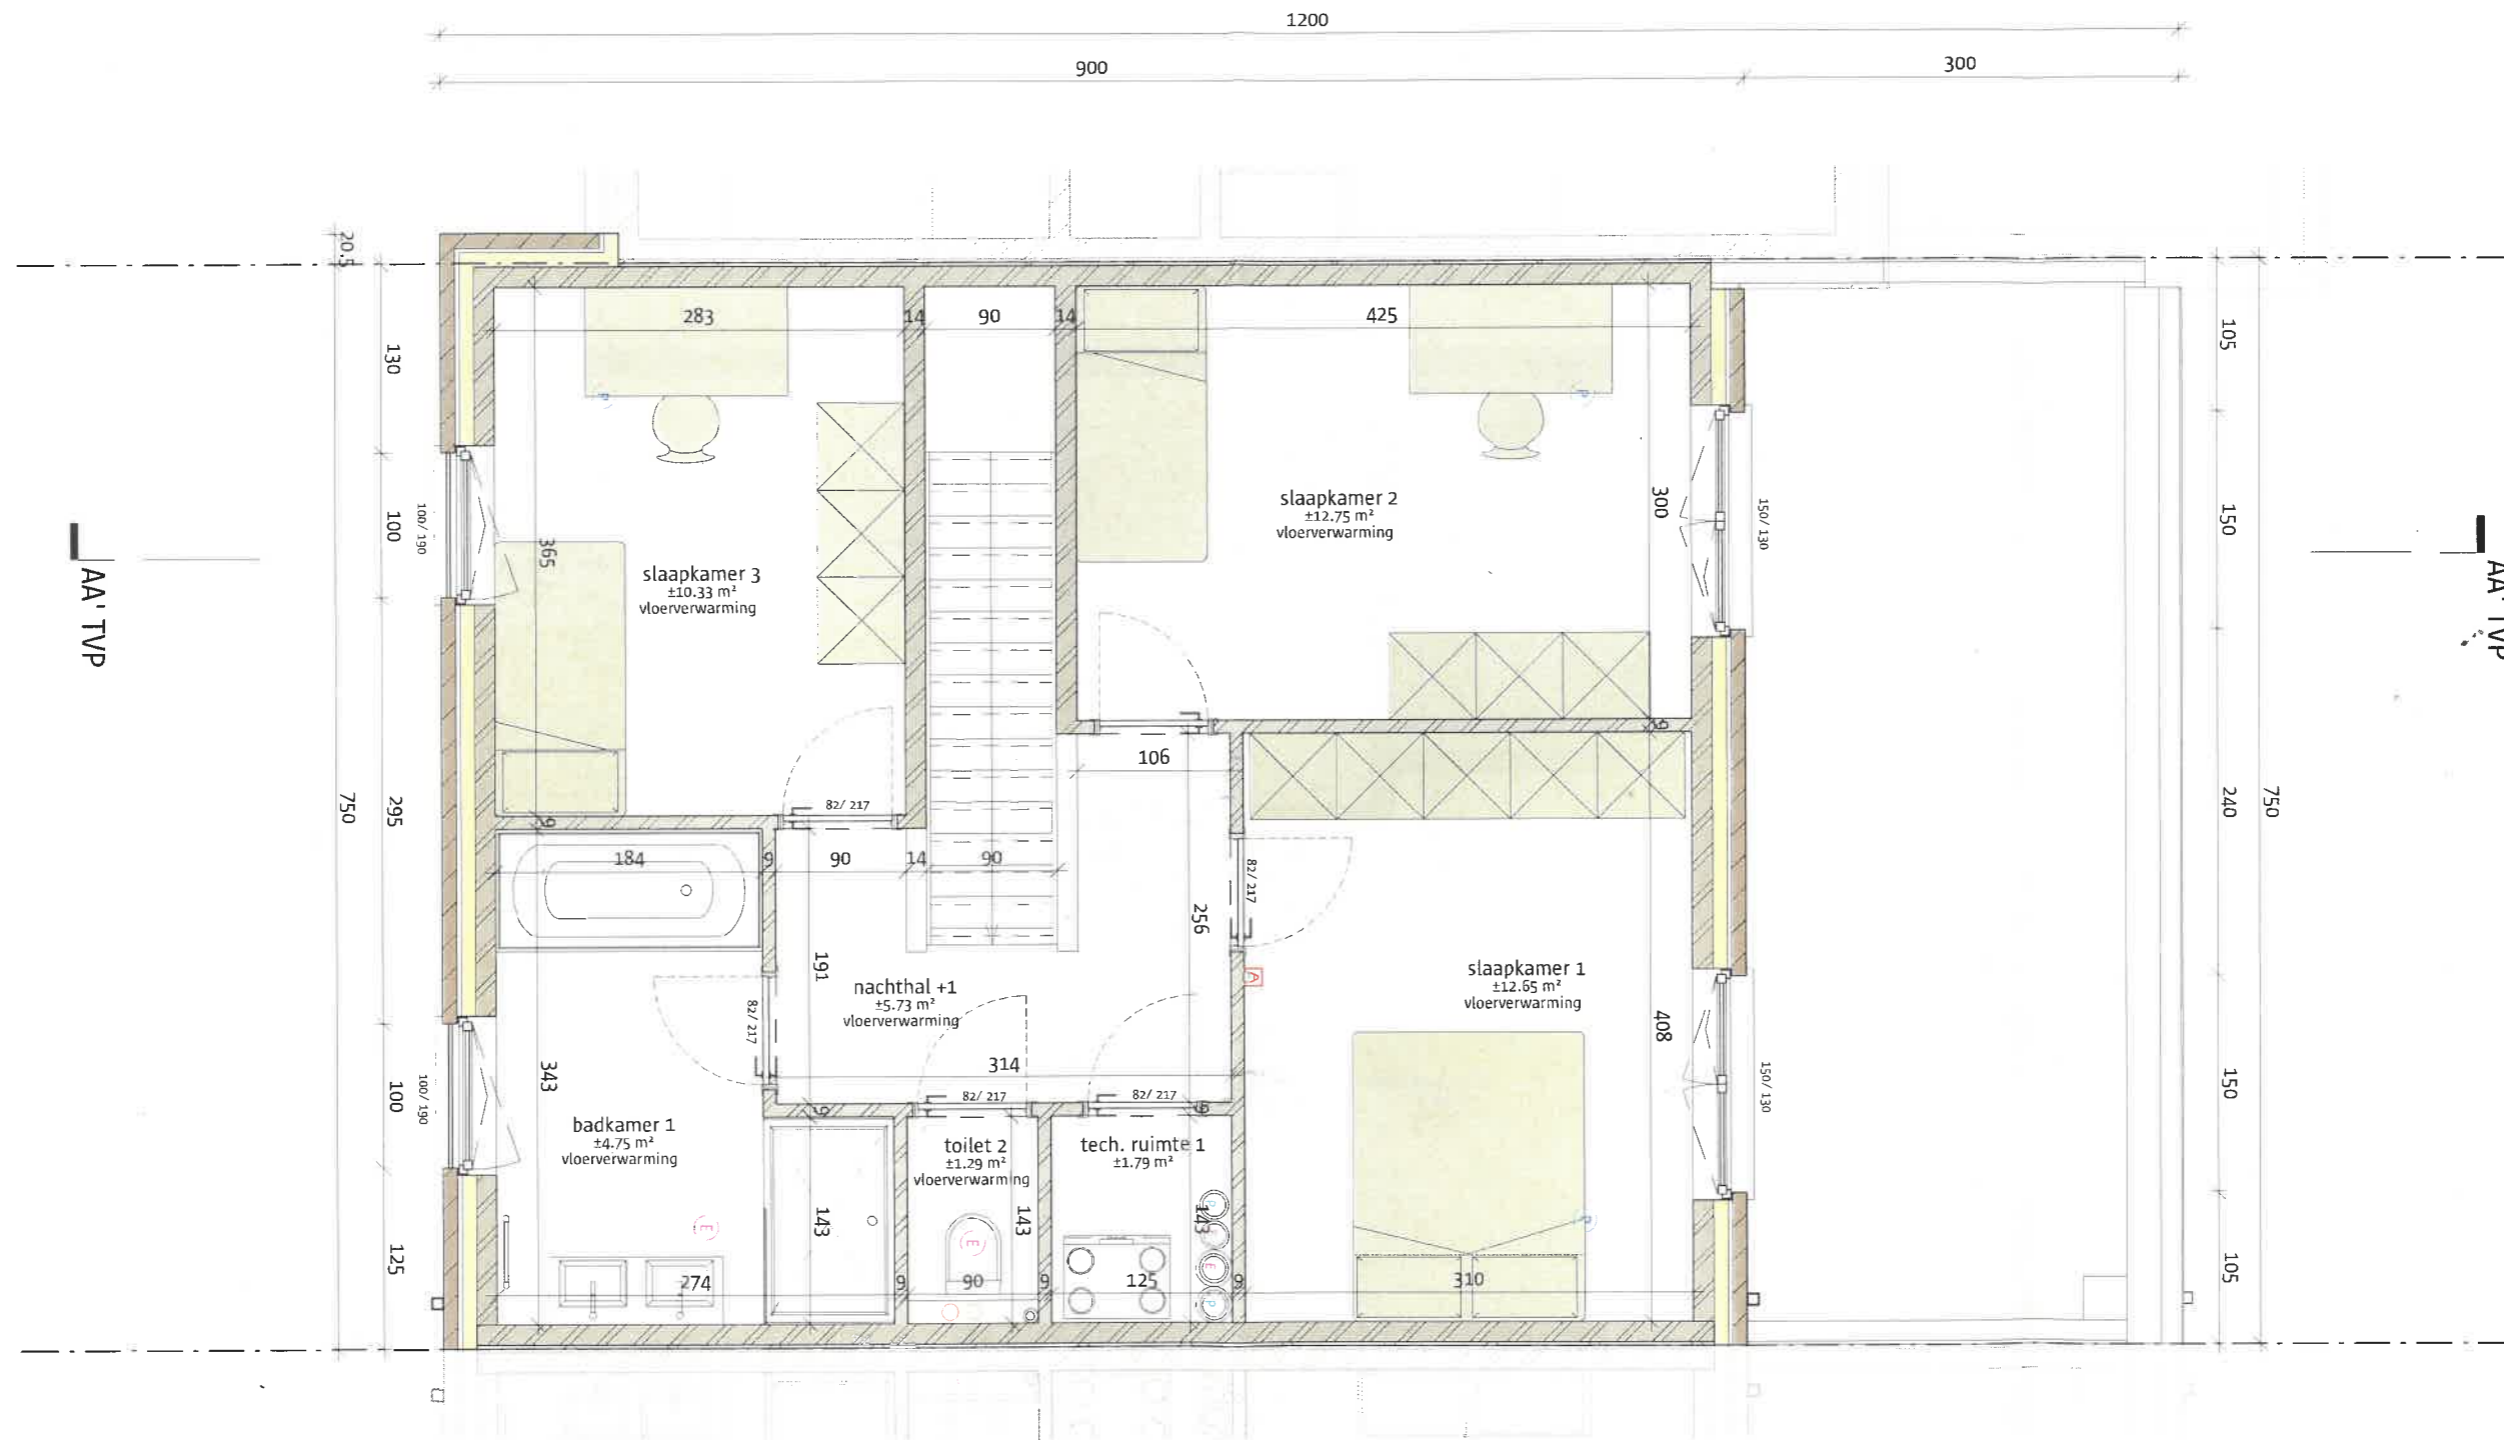 1200
900
300
20.5
283
14
90
14
425
130
105
100
100/190
365
slaapkamer 3
±10.33 m²
vloerverwarming
slaapkamer 2
±12.75 m²
vloerverwarming
300
150
150/130
AA' TVP
AA' TVP
P
P
9
106
750
295
9
82/217
184
9
90
14
90
82/217
256
240
750
191
nachthal +1
±5.73 m²
vloerverwarming
A
slaapkamer 1
±12.65 m²
vloerverwarming
408
82/217
314
343
100
100/190
82/217
82/217
9
9
150
150/130
badkamer 1
±4.75 m²
vloerverwarming
toilet 2
±1.29 m²
vloerverwarming
tech. ruimte 1
±1.79 m²
E
143
143
143
E
P
E
P
P
125
274
9
90
9
125
9
310
105